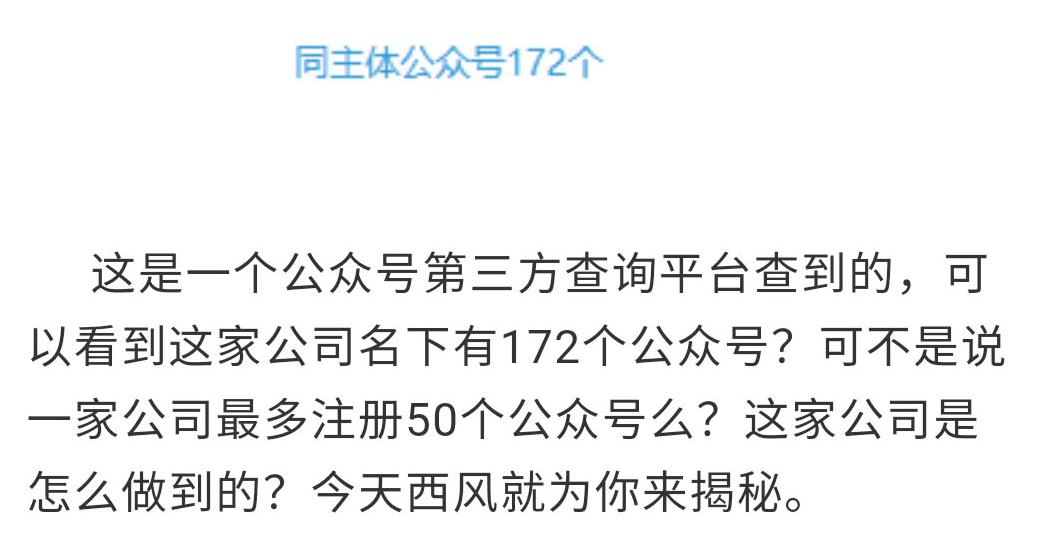 同主体公众号172个
这是一个公众号第三方查询平台查到的，可
以看到这家公司名下有172个公众号？可不是说
一家公司最多注册50个公众号么？这家公司是
怎么做到的？今天西风就为你来揭秘。